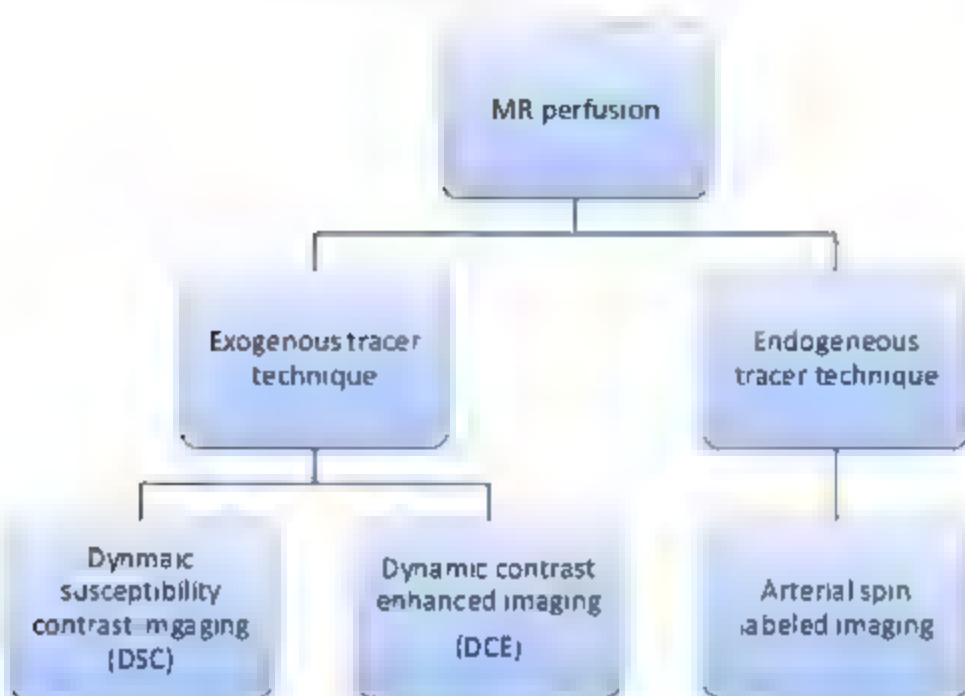 MR perfusion
Exogenous tracer
technique
Endogeneous
tracer technique
Dynmaic
susceptibility
contrast imgaging
(DSC)
Dynamic contrast
enhanced imaging
(DCE)
Arterial spin
labeled imaging